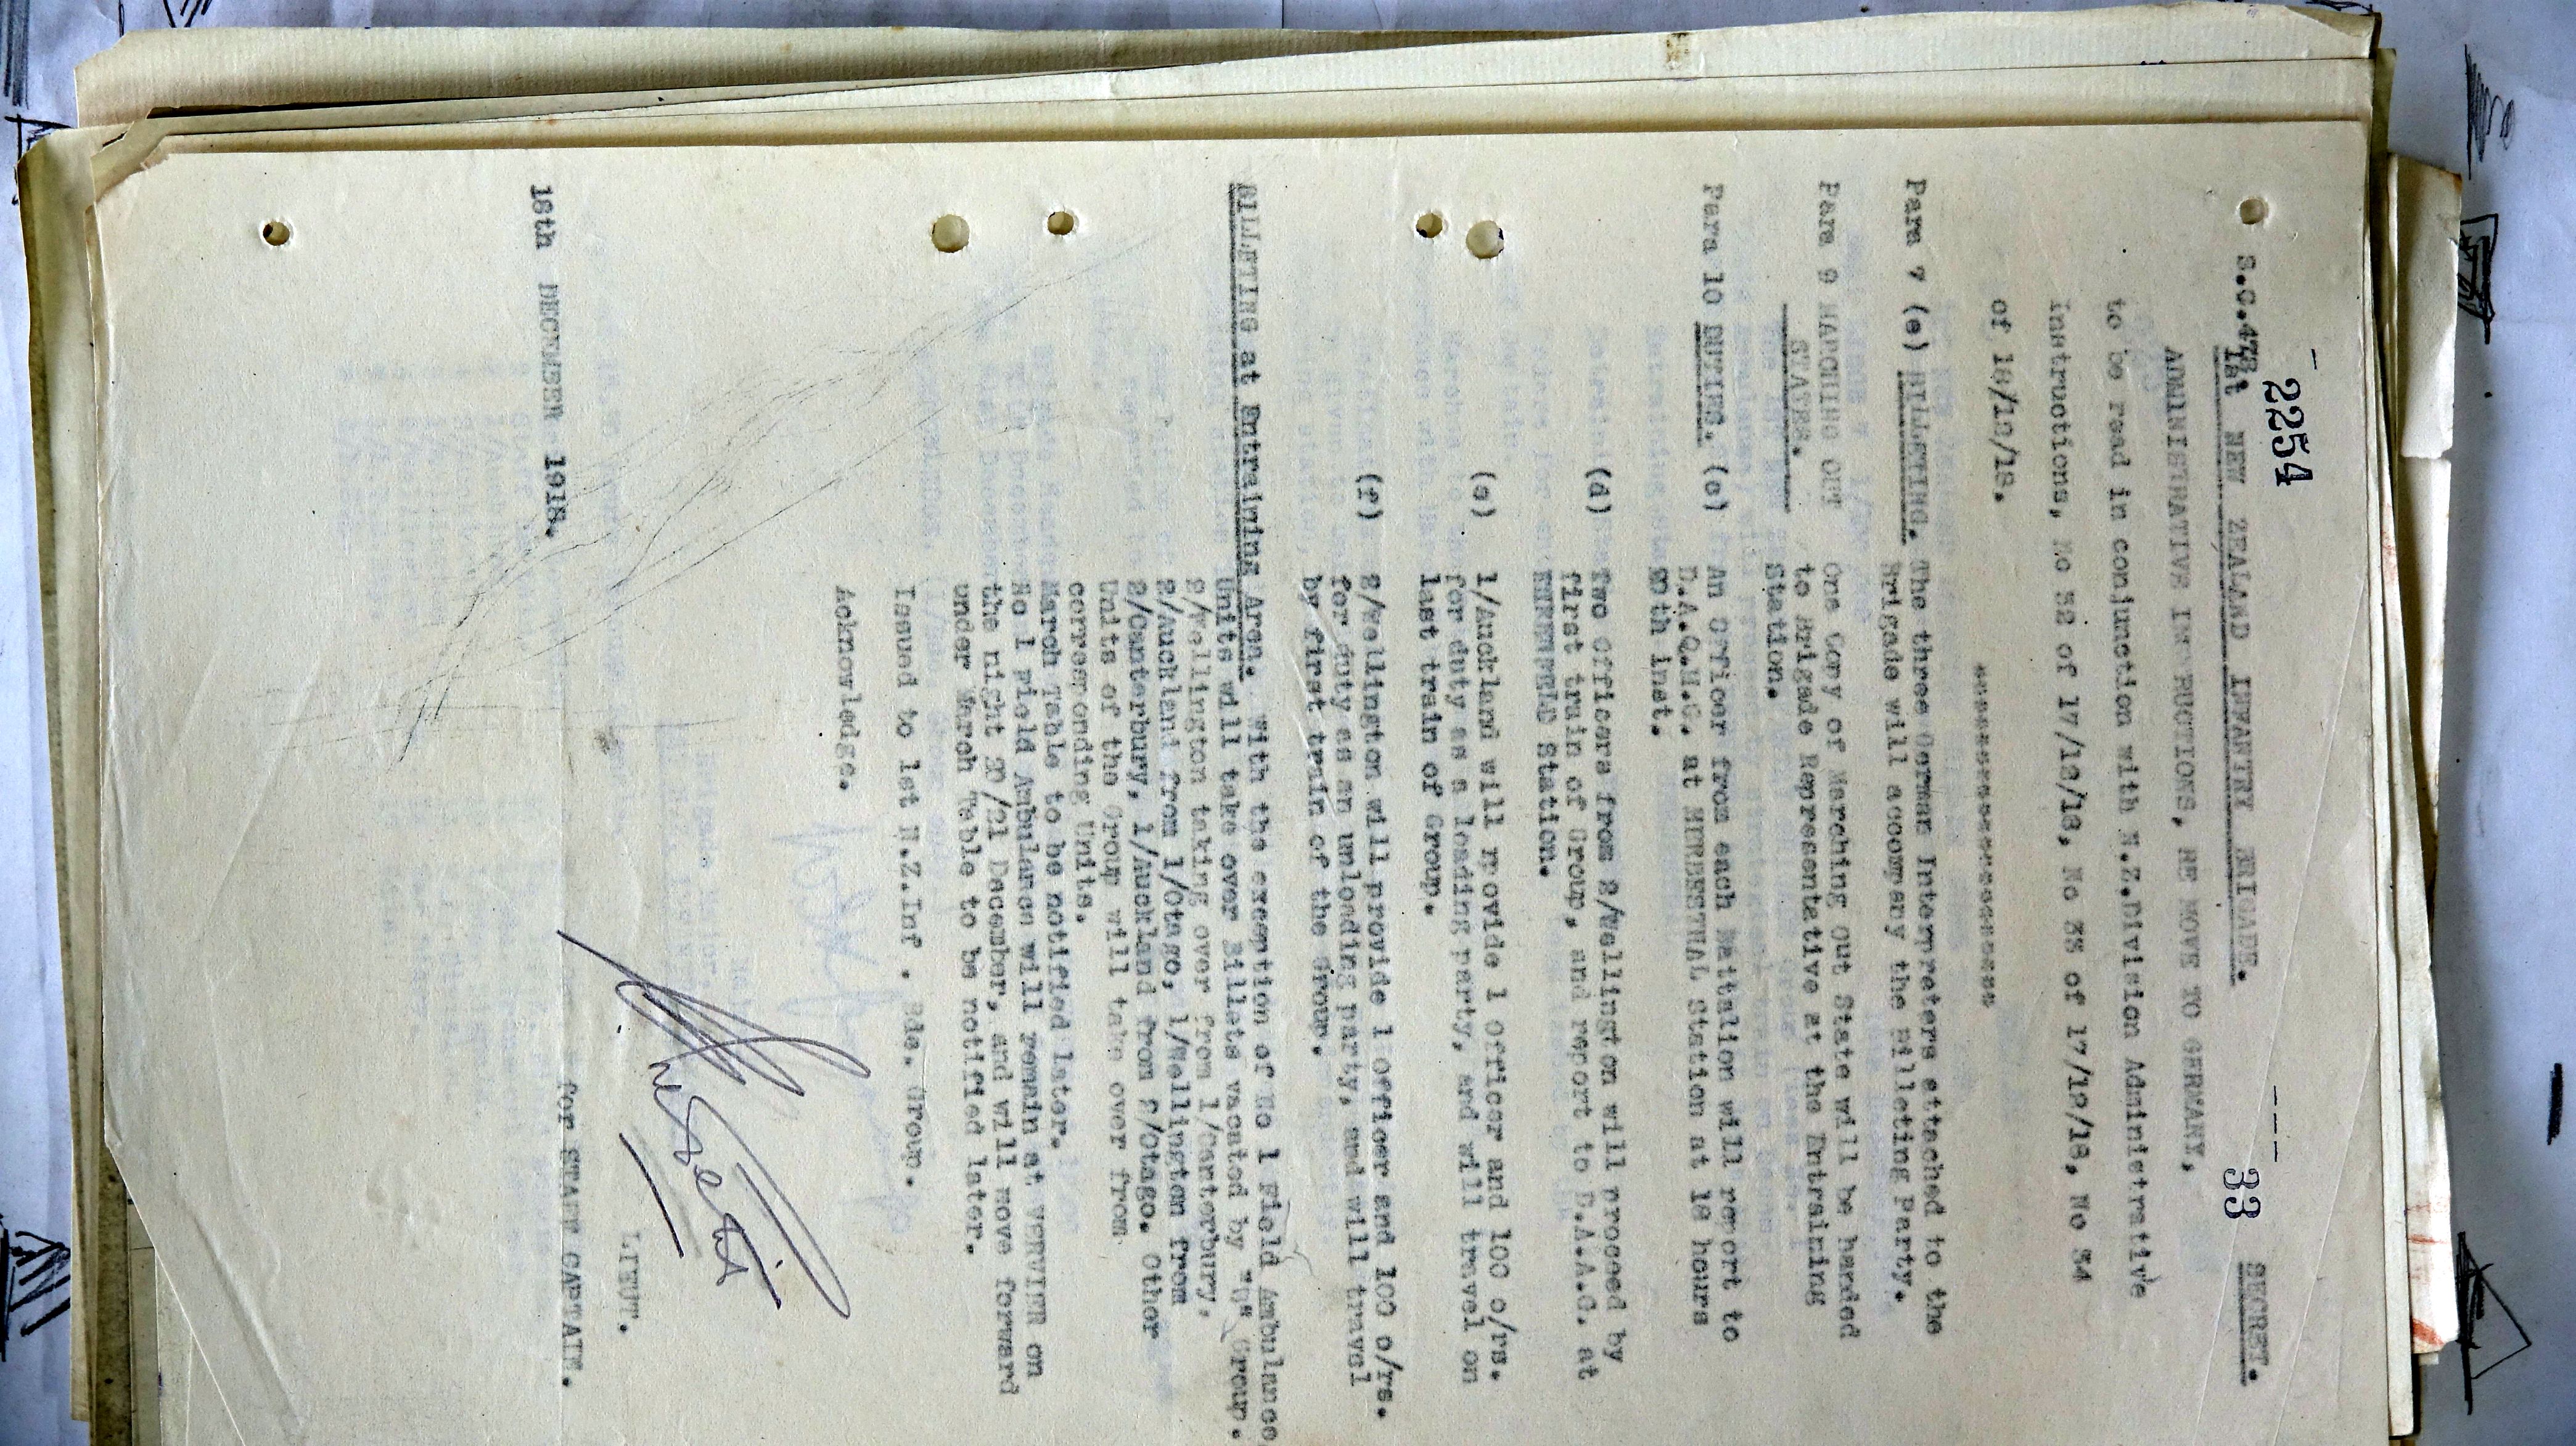 2254
33
S.C.478.
SECRET.
1st NEW ZEALAND INFANTRY BRIGADE.
ADMINISTRATIVE INSTRUCTIONS, RE MOVE TO GERMANY,
to be read in conjunction with N.Z.Division Administrative
instructions, No 32 of 17/12/18, No 33 of 17/12/18, No 34
of 18/12/18.
Para 7 (e) BILLETING. The three German Interpreters attached to the
Brigade will accompany the Billeting Party.
Para 9 MARCHING OUT One Copy of Marching Out State will be handed
STATES. to Brigade Representative at the Entraining
Station.
Para 10 DUTIES. (c) An Officer from each Battalion will report to
D.A.Q.M.G. at HERBESTHAL Station at 12 hours
20th inst.
(d) Two Officers from 2/Wellington will proceed by
first train of Group, and report to D.A.A.G. at
EHRENFELD Station.
(e) 1/Auckland will provide 1 Officer and 100 o/rs.
for duty as a loading party, and will travel on
last train of Group.
(f) 2/Wellington will provide 1 Officer and 100 o/rs.
for duty as an unloading party, and will travel
by first train of the Group.
BILLETING at Entraining Area. With the exception of No 1 Field Ambulance
Units will take over Billets vacated by "D" Group.
2/Wellington taking over from 1/Canterbury,
2/Auckland from 1/Otago, 1/Wellington from
2/Canterbury, 1/Auckland from 2/Otago. Other
Units of the Group will take over from
corresponding Units.
March Table to be notified later.
No 1 Field Ambulance will remain at VERVIER on
the night 20/21 December, and will move forward
under March Table to be notified later.
Issued to 1st N.Z.Inf . Bde. Group.
Acknowledge.
LIEUT.
18th DECEMBER 1918. for STAFF CAPTAIN.